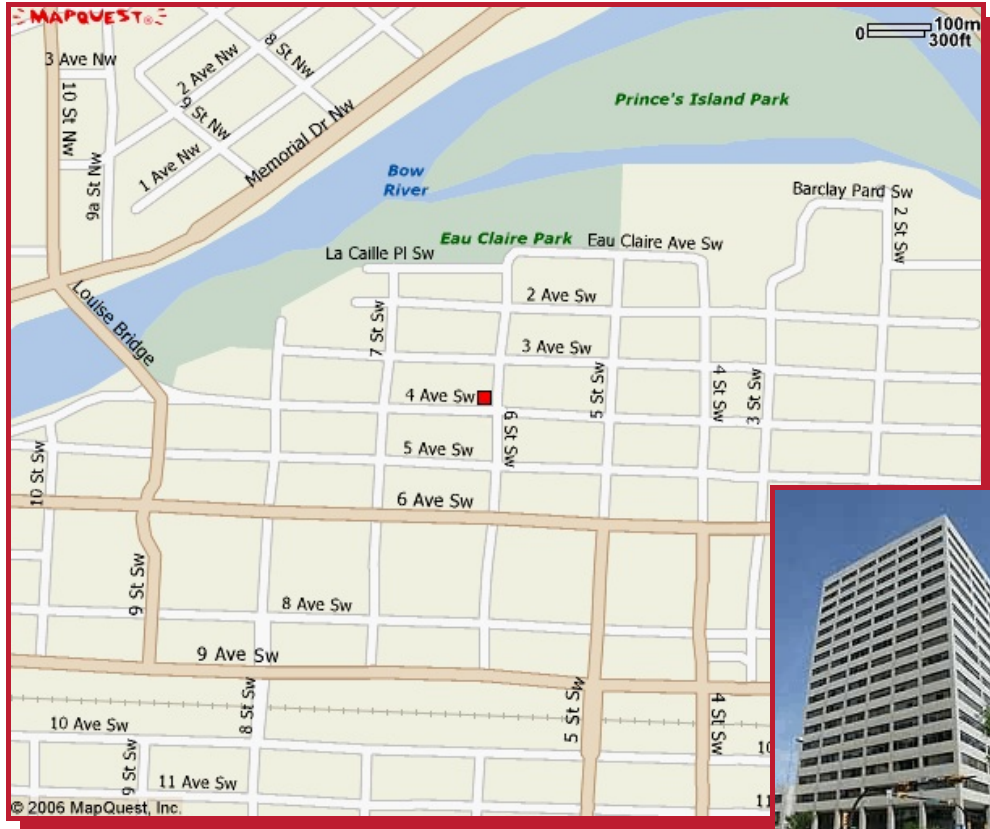 MAPQUEST®
0
100m
300ft
3 Ave Nw
8 St Nw
2 Ave Nw
10 St Nw
9 St Nw
Prince's Island Park
Memorial Dr Nw
1 Ave Nw
9a St Nw
Bow
River
Barclay Pard Sw
2 St Sw
Eau Claire Park
Eau Claire Ave Sw
La Caille Pl Sw
Louise Bridge
2 Ave Sw
7 St Sw
3 Ave Sw
4 Ave Sw
5 St Sw
4 St Sw
3 St Sw
6 St Sw
5 Ave Sw
10 St Sw
6 Ave Sw
9 St Sw
8 Ave Sw
9 Ave Sw
8 St Sw
5 St Sw
4 St Sw
10 Ave Sw
10
9 St Sw
11 Ave Sw
11
© 2006 MapQuest, Inc.